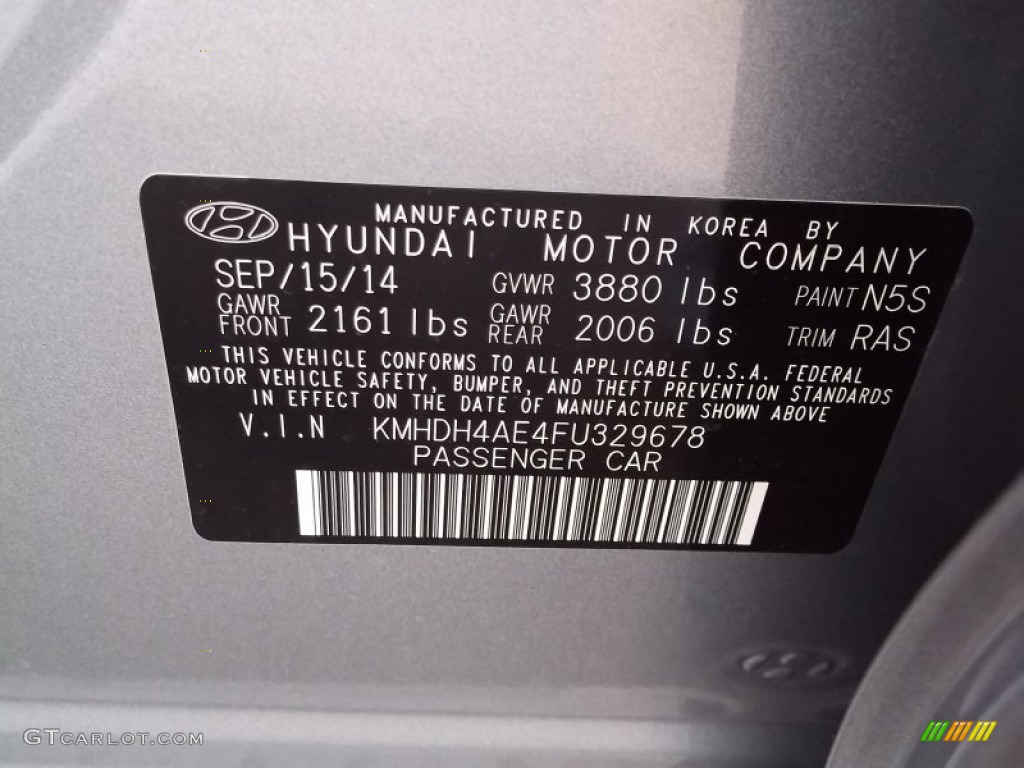 MANUFACTURED IN KOREA BY
HYUNDAI MOTOR COMPANY
SEP/15/14 GVWR 3880 lbs PAINT N5S
GAWR FRONT 2161 lbs GAWR REAR 2006 lbs TRIM RAS
THIS VEHICLE CONFORMS TO ALL APPLICABLE U.S.A. FEDERAL
MOTOR VEHICLE SAFETY, BUMPER, AND THEFT PREVENTION STANDARDS
IN EFFECT ON THE DATE OF MANUFACTURE SHOWN ABOVE
V.I.N KMHDH4AE4FU329678
PASSENGER CAR
GTCARLOT.COM